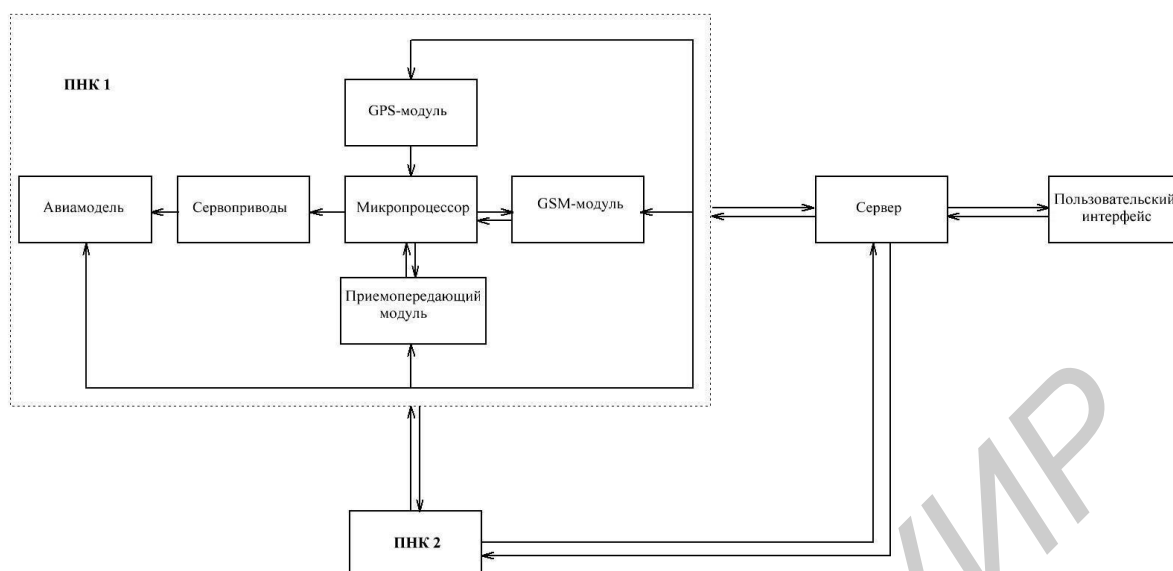 ПНК 1
GPS-модуль
Авиамодель
Сервоприводы
Микропроцессор
GSM-модуль
Сервер
Пользовательский
интерфейс
Приемопередающий
модуль
ПНК 2